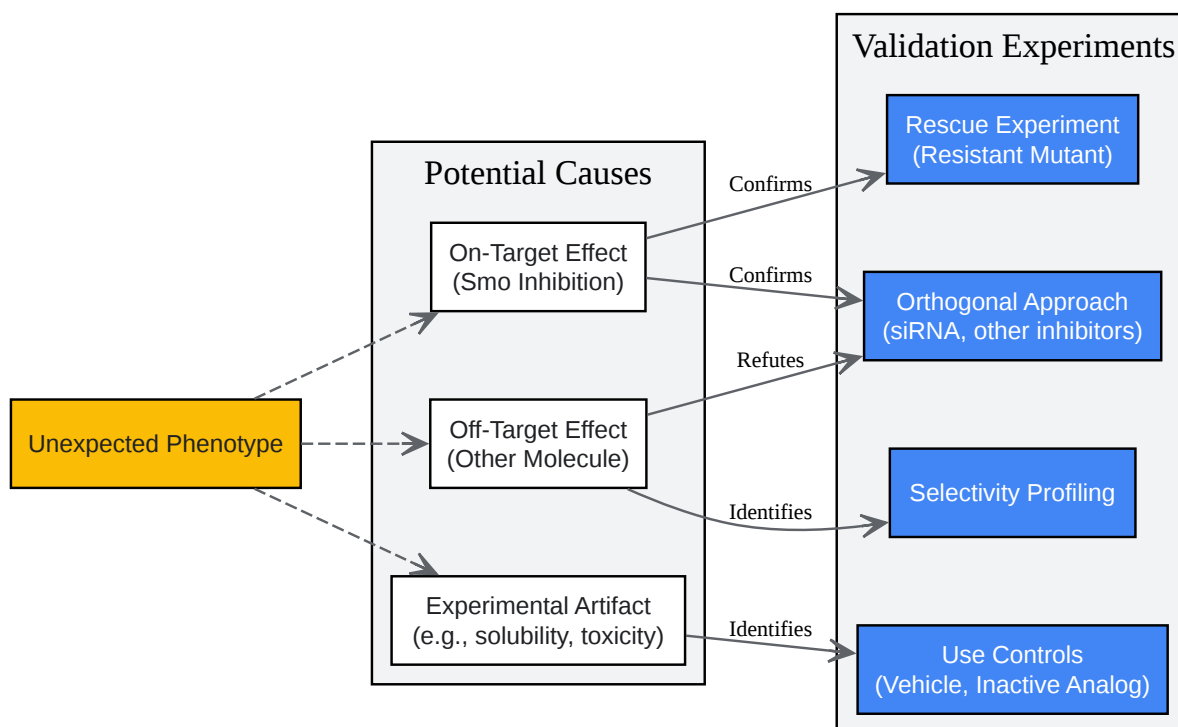 Validation Experiments
Rescue Experiment
(Resistant Mutant)
Potential Causes
Confirms
On-Target Effect
(Smo Inhibition)
Confirms
Orthogonal Approach
(siRNA, other inhibitors)
Refutes
Unexpected Phenotype
Off-Target Effect
(Other Molecule)
Selectivity Profiling
Identifies
Experimental Artifact
(e.g., solubility, toxicity)
Identifies
Use Controls
(Vehicle, Inactive Analog)